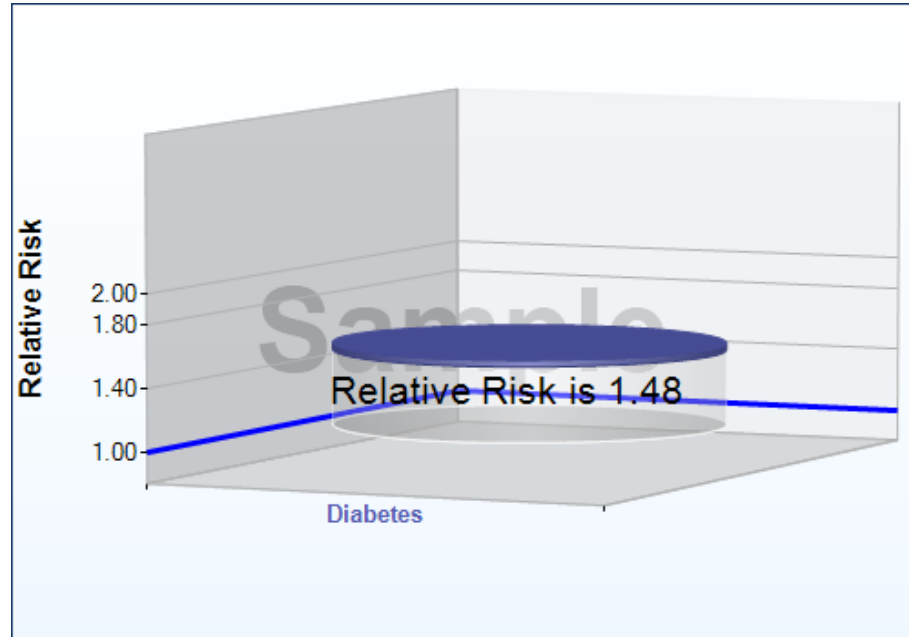 Relative Risk
2.00
1.80
Sample
1.40
Relative Risk is 1.48
1.00
Diabetes